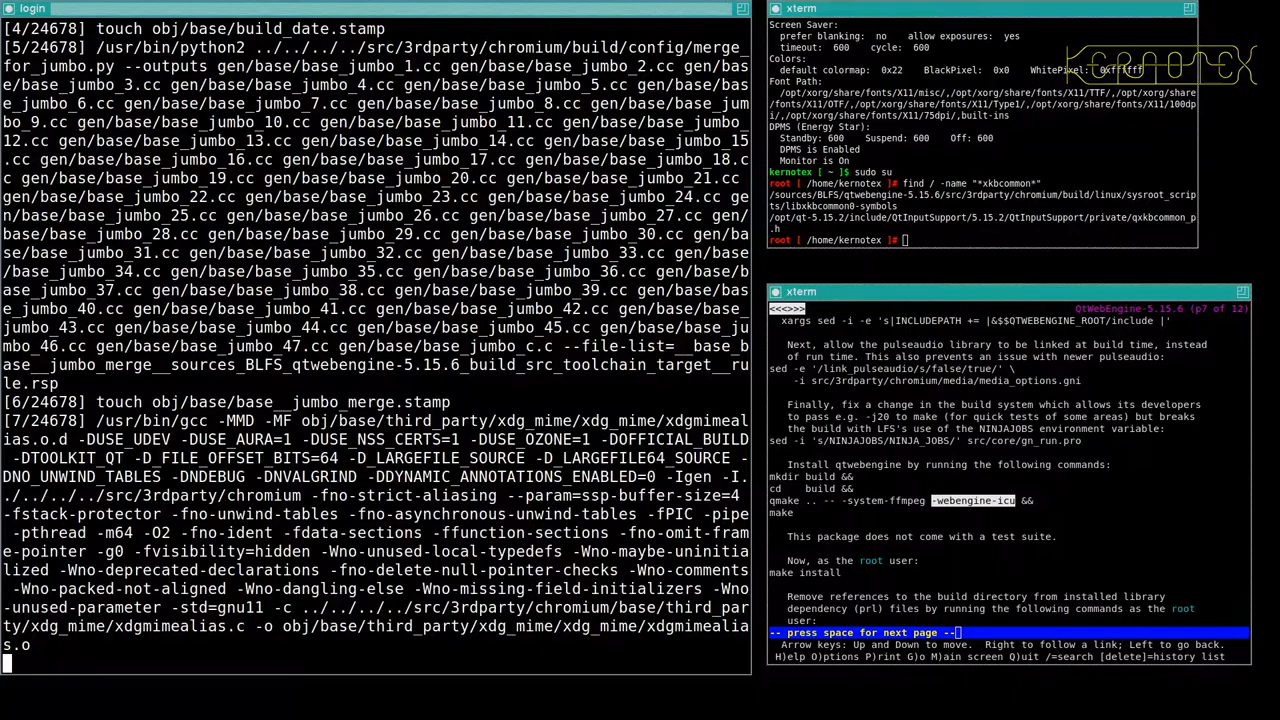 login
[4/24678] touch obj/base/build_date.stamp
[5/24678] /usr/bin/python2 ../../../../src/3rdparty/chromium/build/config/merge_
for_jumbo.py --outputs gen/base/base_jumbo_1.cc gen/base/base_jumbo_2.cc gen/bas
e/base_jumbo_3.cc gen/base/base_jumbo_4.cc gen/base/base_jumbo_5.cc gen/base/bas
e_jumbo_6.cc gen/base/base_jumbo_7.cc gen/base/base_jumbo_8.cc gen/base/base_jum
bo_9.cc gen/base/base_jumbo_10.cc gen/base/base_jumbo_11.cc gen/base/base_jumbo_
12.cc gen/base/base_jumbo_13.cc gen/base/base_jumbo_14.cc gen/base/base_jumbo_15
.cc gen/base/base_jumbo_16.cc gen/base/base_jumbo_17.cc gen/base/base_jumbo_18.c
c gen/base/base_jumbo_19.cc gen/base/base_jumbo_20.cc gen/base/base_jumbo_21.cc
gen/base/base_jumbo_22.cc gen/base/base_jumbo_23.cc gen/base/base_jumbo_24.cc ge
n/base/base_jumbo_25.cc gen/base/base_jumbo_26.cc gen/base/base_jumbo_27.cc gen/
base/base_jumbo_28.cc gen/base/base_jumbo_29.cc gen/base/base_jumbo_30.cc gen/ba
se/base_jumbo_31.cc gen/base/base_jumbo_32.cc gen/base/base_jumbo_33.cc gen/base
/base_jumbo_34.cc gen/base/base_jumbo_35.cc gen/base/base_jumbo_36.cc gen/base/b
ase_jumbo_37.cc gen/base/base_jumbo_38.cc gen/base/base_jumbo_39.cc gen/base/bas
e_jumbo_40.cc gen/base/base_jumbo_41.cc gen/base/base_jumbo_42.cc gen/base/base_
jumbo_43.cc gen/base/base_jumbo_44.cc gen/base/base_jumbo_45.cc gen/base/base_ju
mbo_46.cc gen/base/base_jumbo_47.cc gen/base/base_jumbo_c.c --file-list=__base_b
ase__jumbo_merge__sources_BLFS_qtwebengine-5.15.6_build_src_toolchain_target__ru
le.rsp
[6/24678] touch obj/base/base__jumbo_merge.stamp
[7/24678] /usr/bin/gcc -MMD -MF obj/base/third_party/xdg_mime/xdg_mime/xdgmimeal
ias.o.d -DUSE_UDEV -DUSE_AURA=1 -DUSE_NSS_CERTS=1 -DUSE_OZONE=1 -DOFFICIAL_BUILD
 -DTOOLKIT_QT -D_FILE_OFFSET_BITS=64 -D_LARGEFILE_SOURCE -D_LARGEFILE64_SOURCE -
DNO_UNWIND_TABLES -DNDEBUG -DNVALGRIND -DDYNAMIC_ANNOTATIONS_ENABLED=0 -Igen -I.
./../../../src/3rdparty/chromium -fno-strict-aliasing --param=ssp-buffer-size=4
-fstack-protector -fno-unwind-tables -fno-asynchronous-unwind-tables -fPIC -pipe
 -pthread -m64 -O2 -fno-ident -fdata-sections -ffunction-sections -fno-omit-fram
e-pointer -g0 -fvisibility=hidden -Wno-unused-local-typedefs -Wno-maybe-uninitia
lized -Wno-deprecated-declarations -fno-delete-null-pointer-checks -Wno-comments
 -Wno-packed-not-aligned -Wno-dangling-else -Wno-missing-field-initializers -Wno
-unused-parameter -std=gnu11 -c ../../../../src/3rdparty/chromium/base/third_par
ty/xdg_mime/xdgmimealias.c -o obj/base/third_party/xdg_mime/xdg_mime/xdgmimealia
s.o
xterm
Screen Saver:
  prefer blanking:  no    allow exposures:  yes
  timeout:  600    cycle:  600
Colors:
  default colormap:  0x22    BlackPixel:  0x0    WhitePixel:  0xffffff
Font Path:
  /opt/xorg/share/fonts/X11/misc/,/opt/xorg/share/fonts/X11/TTF/,/opt/xorg/share
/fonts/X11/OTF/,/opt/xorg/share/fonts/X11/Type1/,/opt/xorg/share/fonts/X11/100dp
i/,/opt/xorg/share/fonts/X11/75dpi/,built-ins
DPMS (Energy Star):
  Standby: 600    Suspend: 600    Off: 600
  DPMS is Enabled
  Monitor is On
kernotex [ ~ ]$ sudo su
root [ /home/kernotex ]# find / -name "*xkbcommon*"
/sources/BLFS/qtwebengine-5.15.6/src/3rdparty/chromium/build/linux/sysroot_scrip
ts/libxkbcommon0-symbols
/opt/qt-5.15.2/include/QtInputSupport/5.15.2/QtInputSupport/private/qxkbcommon_p
.h
root [ /home/kernotex ]#
KERNOTEX
xterm
<<<>>> QtWebEngine-5.15.6 (p7 of 12)
xargs sed -i -e 's|INCLUDEPATH += |&$$QTWEBENGINE_ROOT/include |'
Next, allow the pulseaudio library to be linked at build time, instead
of run time. This also prevents an issue with newer pulseaudio:
sed -e '/link_pulseaudio/s/false/true/' \
-i src/3rdparty/chromium/media/media_options.gni
Finally, fix a change in the build system which allows its developers
to pass e.g. -j20 to make (for quick tests of some areas) but breaks
the build with LFS's use of the NINJAJOBS environment variable:
sed -i 's/NINJAJOBS/NINJA_JOBS/' src/core/gn_run.pro
Install qtwebengine by running the following commands:
mkdir build &&
cd    build &&
qmake .. -- -system-ffmpeg -webengine-icu &&
make
This package does not come with a test suite.
Now, as the root user:
make install
Remove references to the build directory from installed library
dependency (prl) files by running the following commands as the root
user:
-- press space for next page --
Arrow keys: Up and Down to move.  Right to follow a link; Left to go back.
H)elp O)ptions P)rint G)o M)ain screen Q)uit /=search [delete]=history list